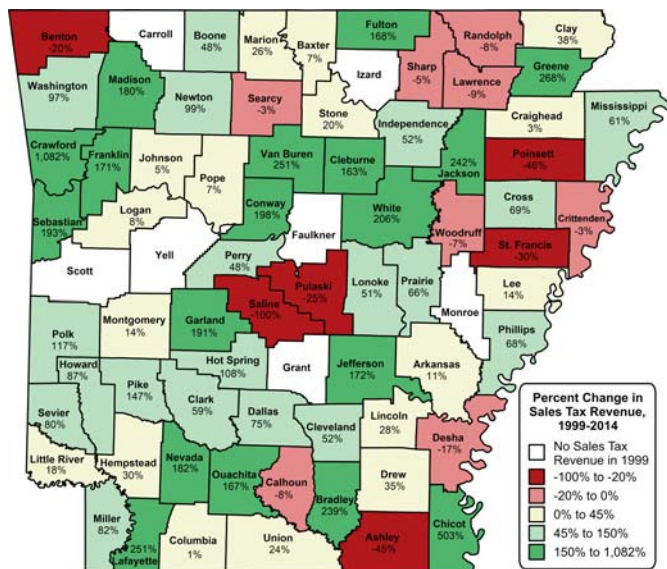 Benton
-20%
Carroll
Boone
48%
Marion
26%
Baxter
7%
Fulton
168%
Randolph
-8%
Clay
38%
Izard
Sharp
-5%
Lawrence
-9%
Greene
268%
Washington
97%
Madison
180%
Newton
99%
Searcy
-3%
Stone
20%
Independence
52%
Craighead
3%
Mississippi
61%
Crawford
1,082%
Franklin
171%
Johnson
5%
Pope
7%
Van Buren
251%
Cleburne
163%
242%
Jackson
Poinsett
-46%
Sebastian
193%
Logan
8%
Conway
198%
White
206%
Cross
69%
Crittenden
-3%
Woodruff
-7%
St. Francis
-30%
Faulkner
Scott
Yell
Perry
48%
Pulaski
-25%
Saline
-100%
Lonoke
51%
Prairie
66%
Monroe
Lee
14%
Phillips
68%
Montgomery
14%
Garland
191%
Polk
117%
Howard
87%
Hot Spring
108%
Grant
Jefferson
172%
Arkansas
11%
Pike
147%
Clark
59%
Sevier
80%
Dallas
75%
Cleveland
52%
Lincoln
28%
Desha
-17%
Little River
18%
Hempstead
30%
Nevada
182%
Ouachita
167%
Calhoun
-8%
Bradley
239%
Drew
35%
Miller
82%
251%
Lafayette
Columbia
1%
Union
24%
Ashley
-45%
Chicot
503%
Percent Change in
Sales Tax Revenue,
1999-2014
No Sales Tax
Revenue in 1999
-100% to -20%
-20% to 0%
0% to 45%
45% to 150%
150% to 1,082%